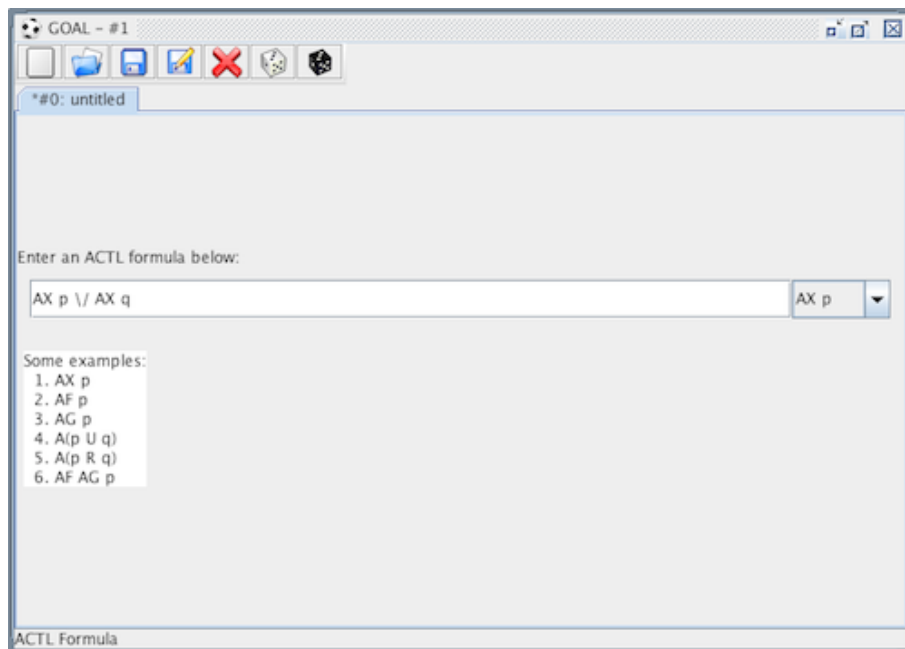 GOAL – #1
*#0: untitled
Enter an ACTL formula below:
AX p \/ AX q
AX p
Some examples:
1. AX p
2. AF p
3. AG p
4. A(p U q)
5. A(p R q)
6. AF AG p
ACTL Formula